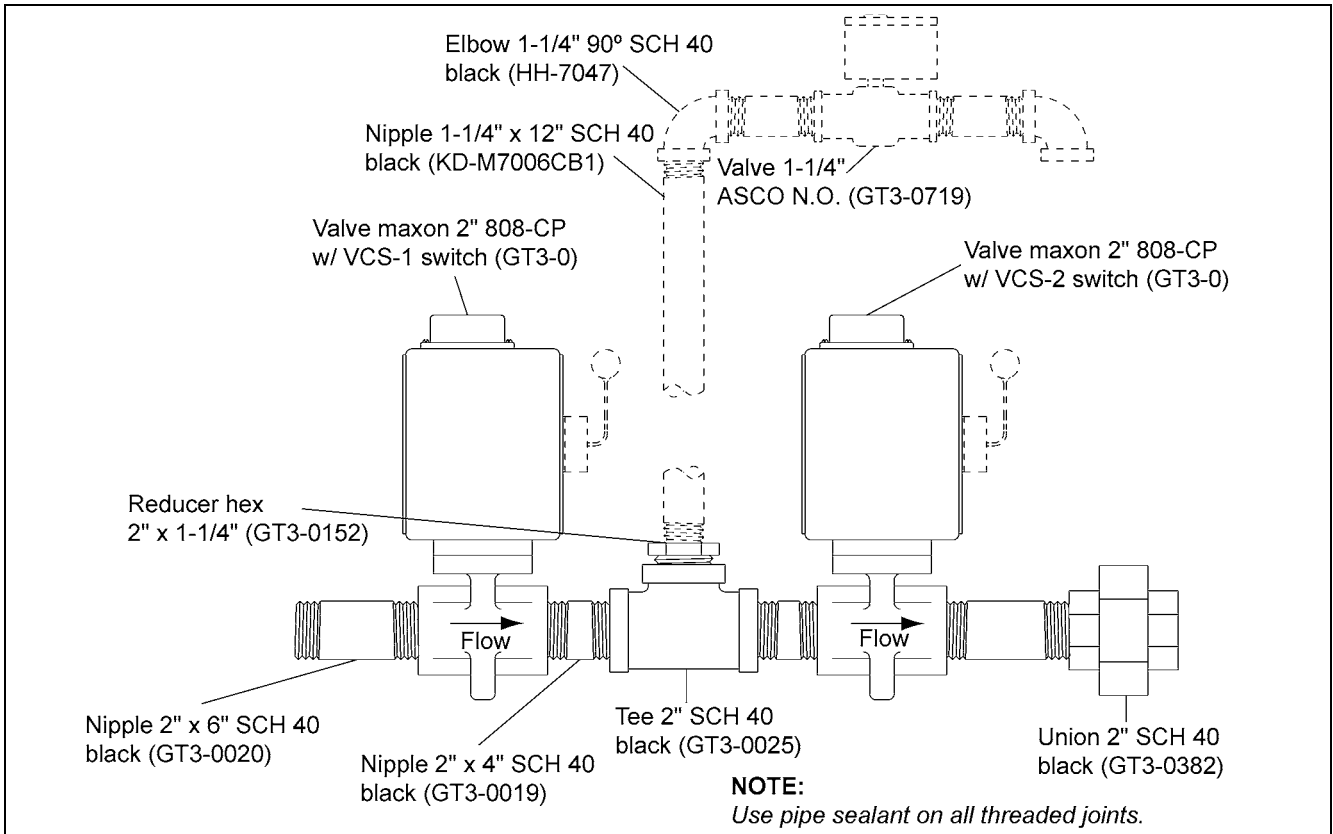 Elbow 1-1/4" 90º SCH 40
black (HH-7047)
Nipple 1-1/4" x 12" SCH 40
black (KD-M7006CB1)
Valve 1-1/4"
ASCO N.O. (GT3-0719)
Valve maxon 2" 808-CP
w/ VCS-1 switch (GT3-0)
Valve maxon 2" 808-CP
w/ VCS-2 switch (GT3-0)
Reducer hex
2" x 1-1/4" (GT3-0152)
Flow
Flow
Nipple 2" x 6" SCH 40
black (GT3-0020)
Nipple 2" x 4" SCH 40
black (GT3-0019)
Tee 2" SCH 40
black (GT3-0025)
Union 2" SCH 40
black (GT3-0382)
NOTE:
Use pipe sealant on all threaded joints.